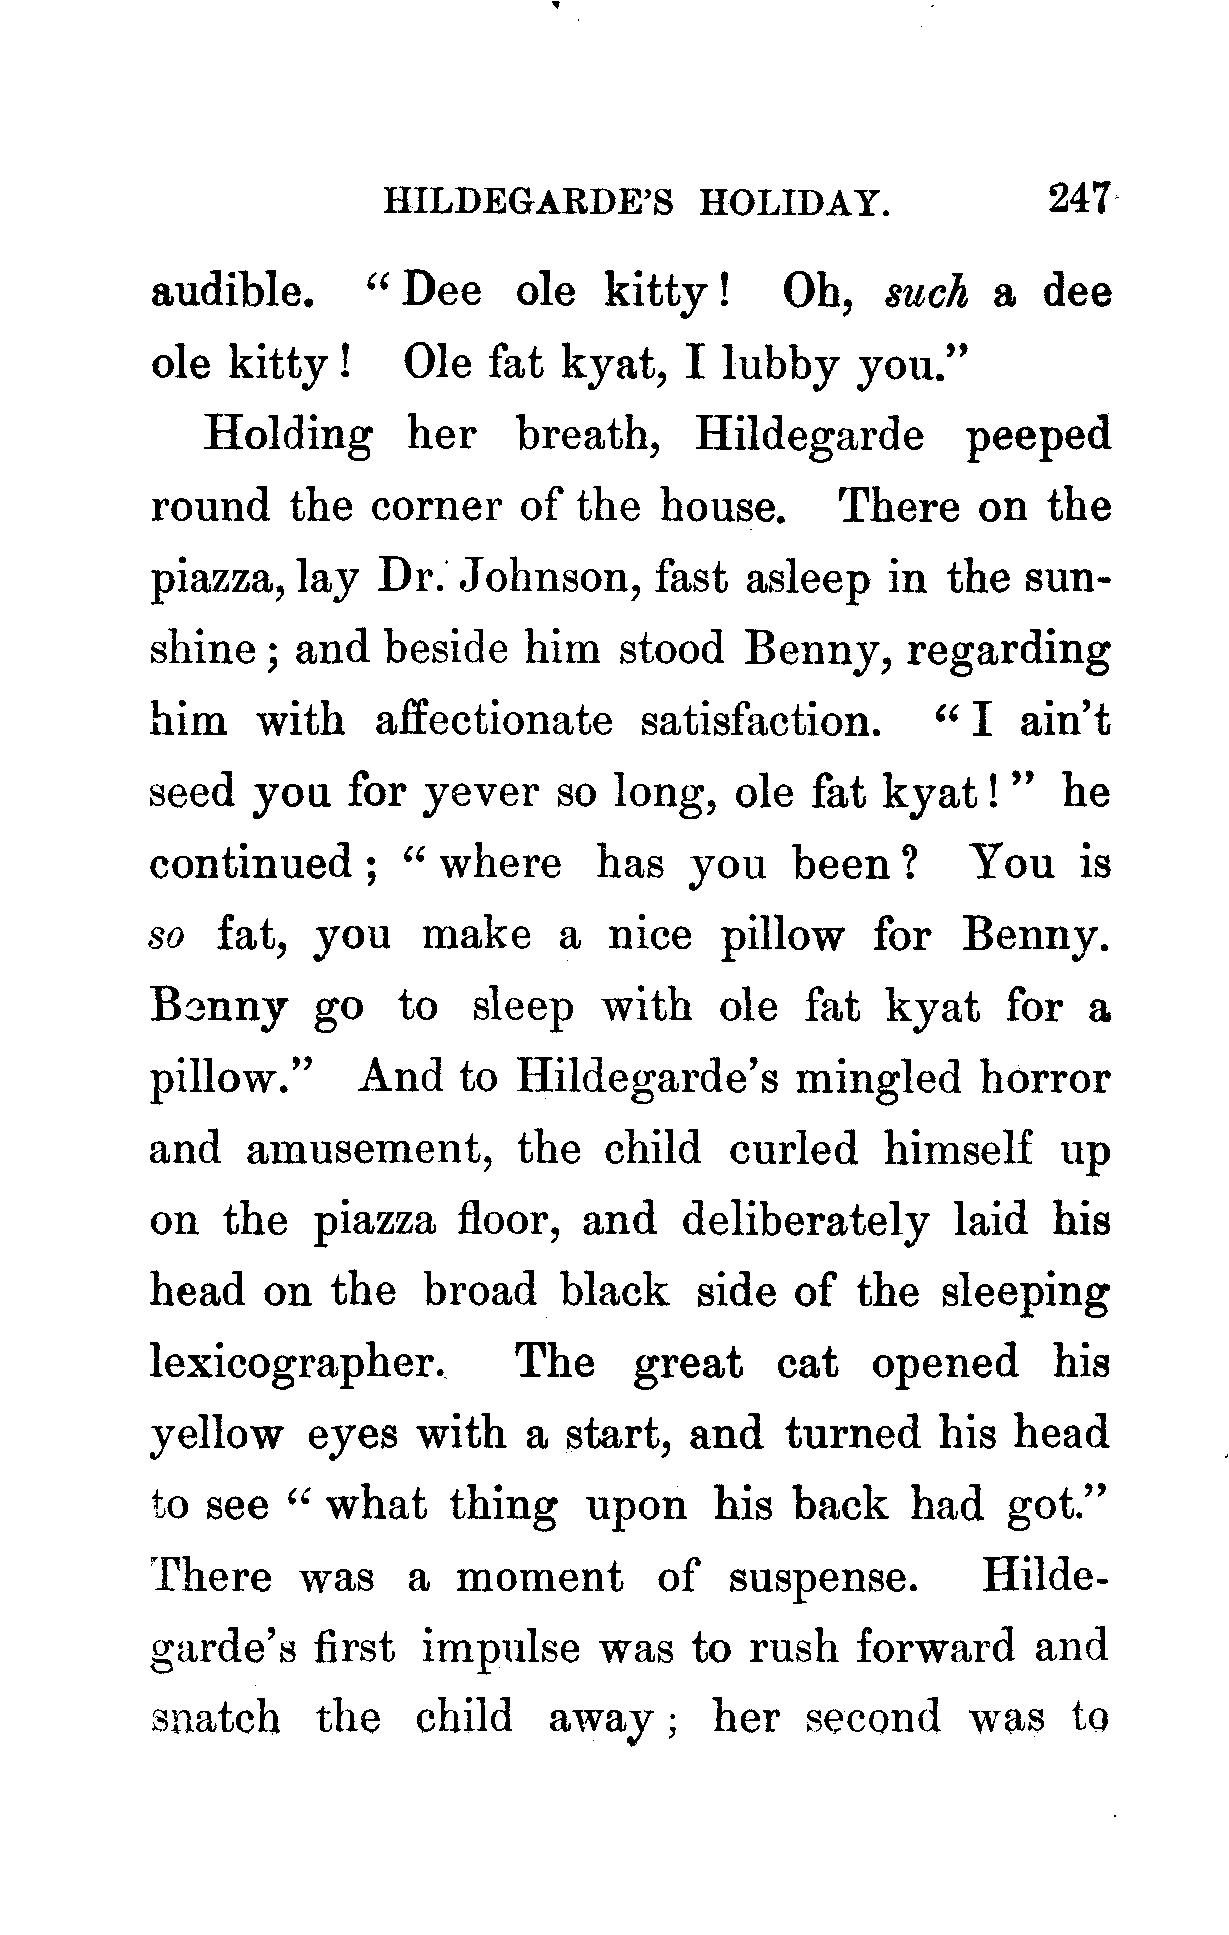 HILDEGARDE'S HOLIDAY. 247
audible. "Dee ole kitty! Oh, such a dee
ole kitty! Ole fat kyat, I lubby you."
Holding her breath, Hildegarde peeped
round the corner of the house. There on the
piazza, lay Dr. Johnson, fast asleep in the sun-
shine; and beside him stood Benny, regarding
him with affectionate satisfaction. "I ain't
seed you for yever so long, ole fat kyat!" he
continued; "where has you been? You is
so fat, you make a nice pillow for Benny.
Benny go to sleep with ole fat kyat for a
pillow." And to Hildegarde's mingled horror
and amusement, the child curled himself up
on the piazza floor, and deliberately laid his
head on the broad black side of the sleeping
lexicographer. The great cat opened his
yellow eyes with a start, and turned his head
to see "what thing upon his back had got."
There was a moment of suspense. Hilde-
garde's first impulse was to rush forward and
snatch the child away; her second was to